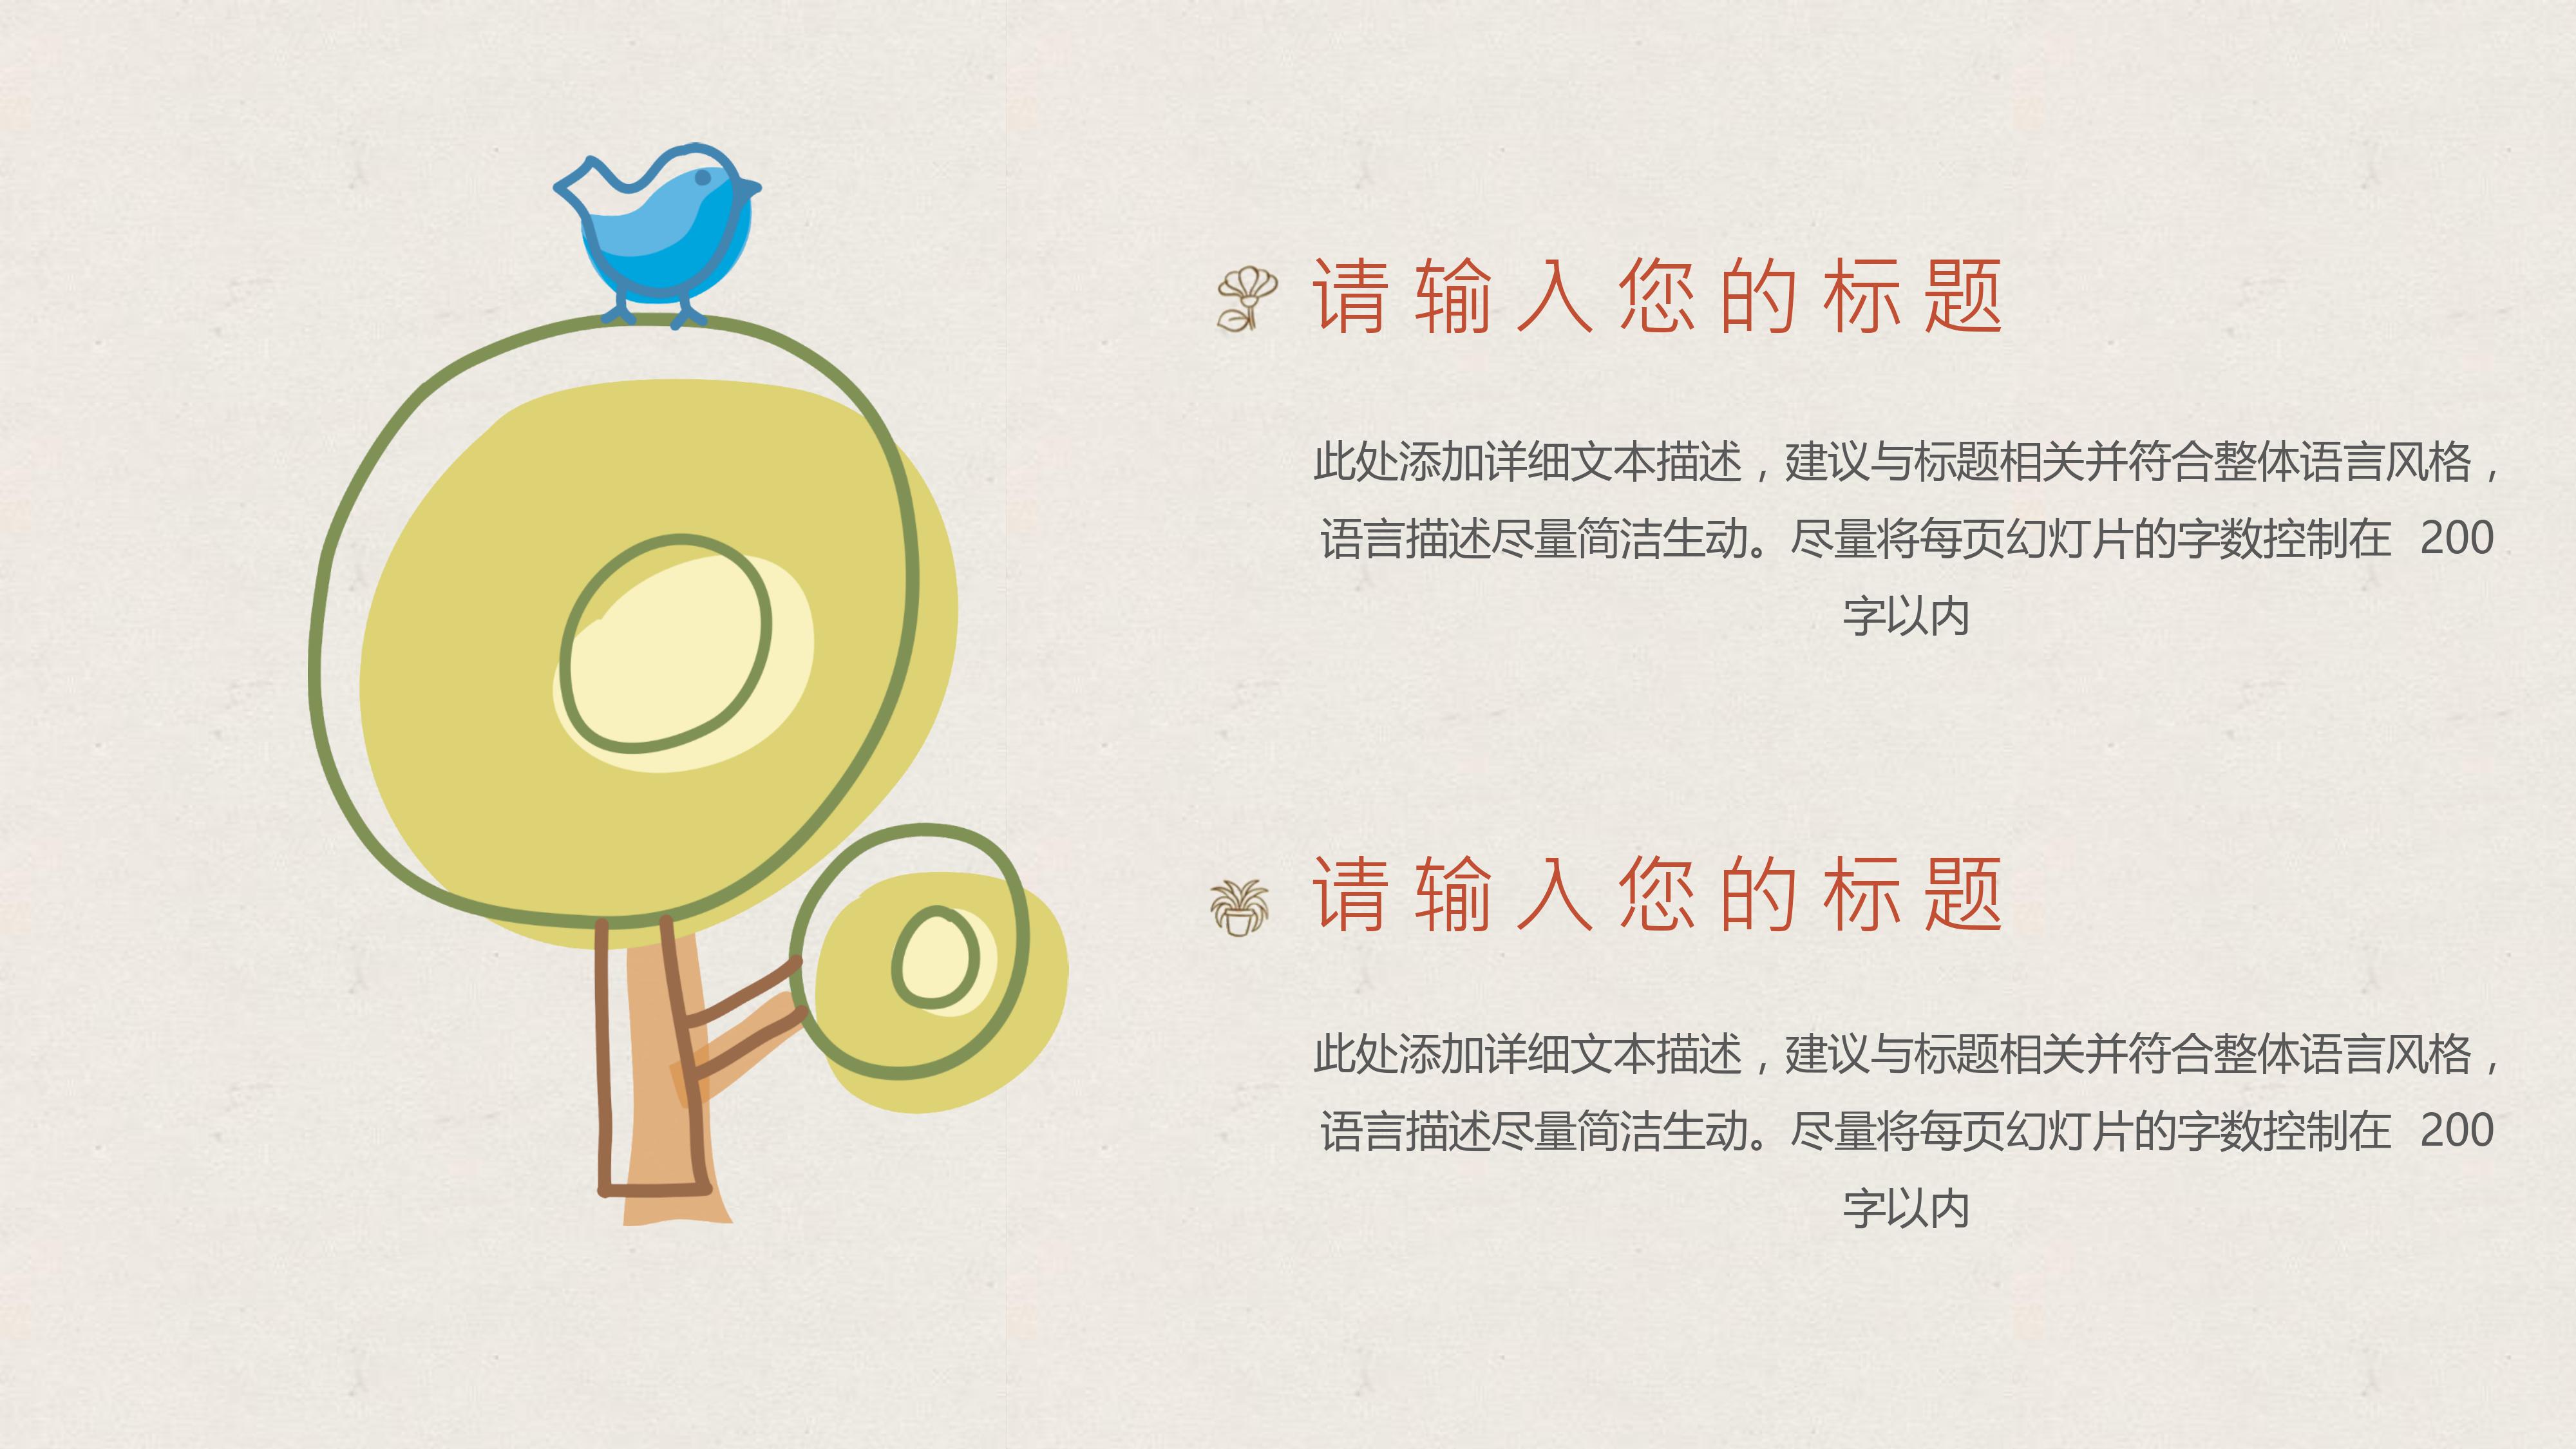 请输入您的标题
此处添加详细文本描述，建议与标题相关并符合整体语言风格，
语言描述尽量简洁生动。尽量将每页幻灯片的字数控制在 200
字以内
请输入您的标题
此处添加详细文本描述，建议与标题相关并符合整体语言风格，
语言描述尽量简洁生动。尽量将每页幻灯片的字数控制在 200
字以内